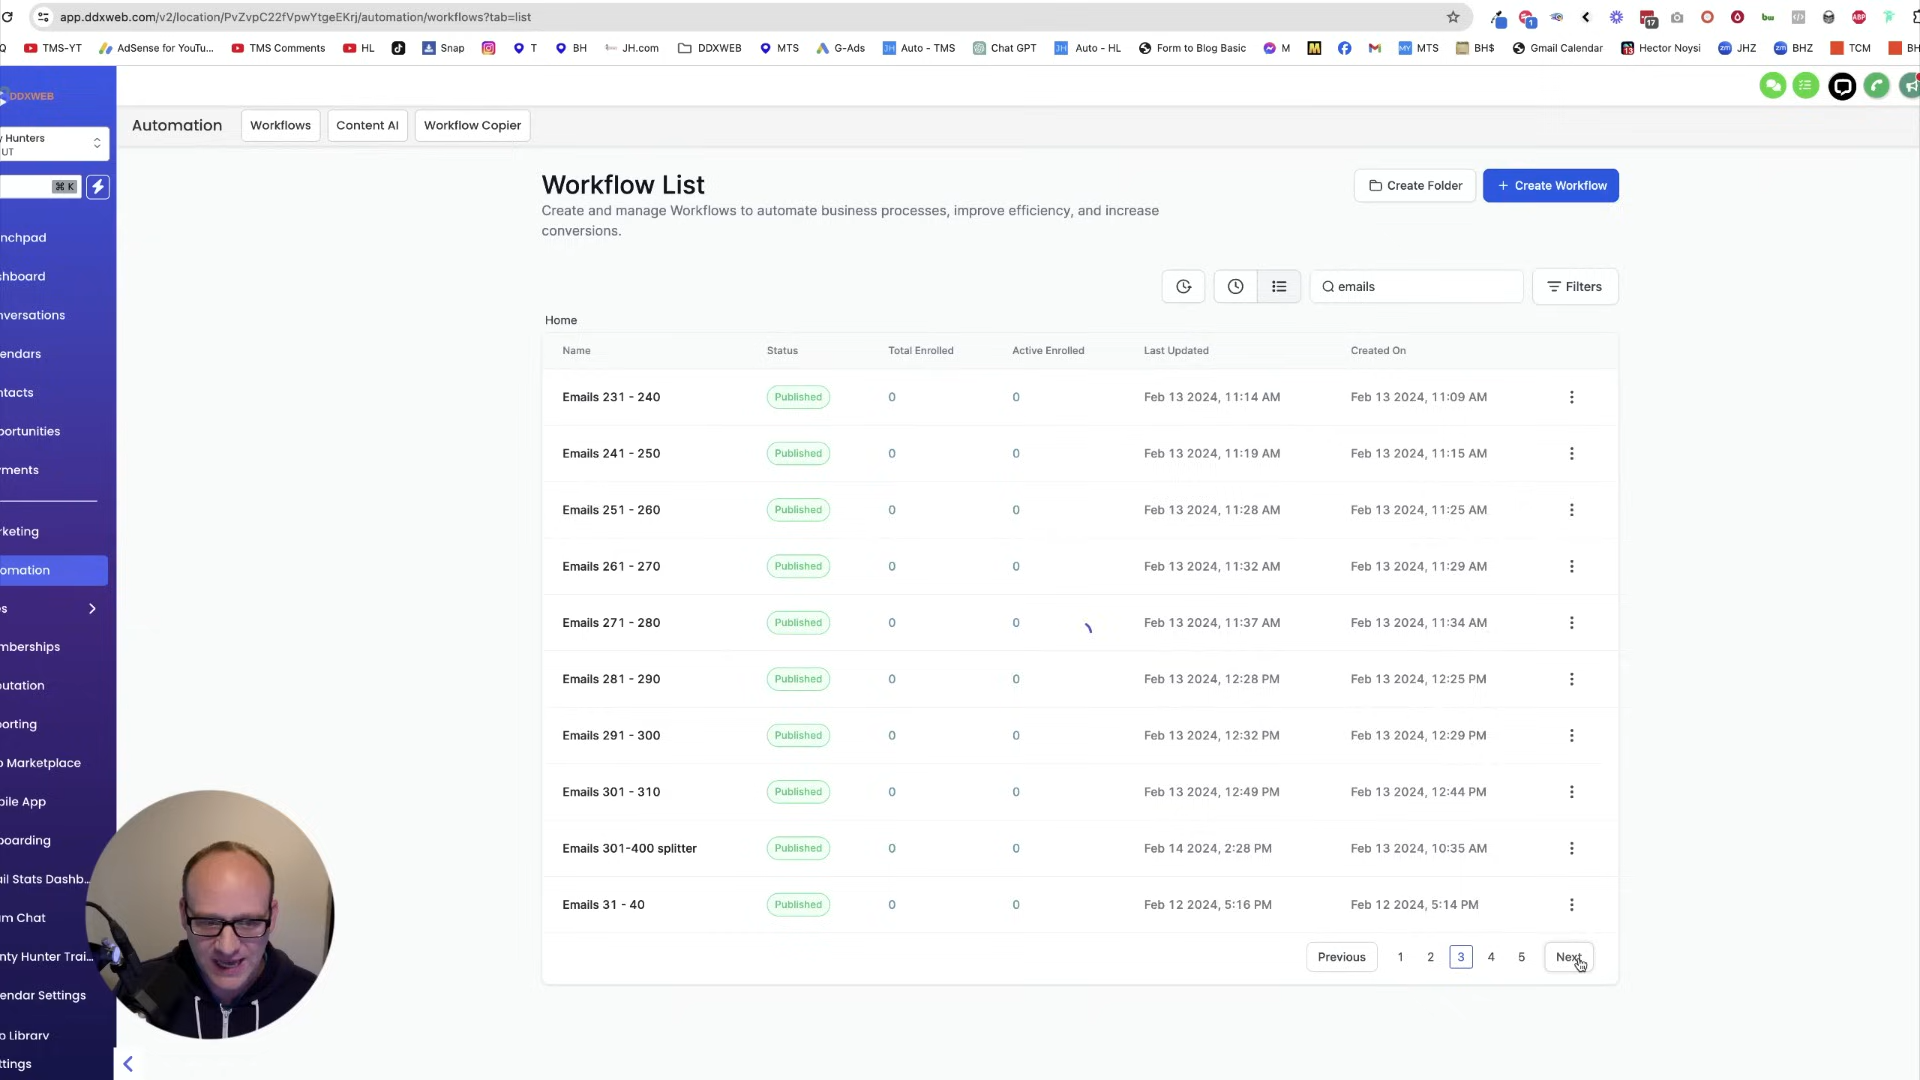 app.ddxweb.com/v2/location/PvZvpC22fVpwYtgeEKrj/automation/workflows?tab=list
1
17
ABP
Q TMS-YT AdSense for YouTu... TMS Comments HL Snap T BH JH.com DDXWEB MTS G-Ads Auto - TMS Chat GPT Auto - HL Form to Blog Basic M MTS BH$ Gmail Calendar Hector Noysi JHZ BHZ TCM BH
DDXWEB
Automation Workflows Content AI Workflow Copier
y Hunters
UT
⌘ K
nchpad
shboard
nversations
endars
ntacts
portunities
yments
rketing
omation
es
mberships
utation
orting
o Marketplace
bile App
boarding
ail Stats Dashb...
am Chat
nty Hunter Trai...
endar Settings
o Library
ttings
Workflow List
Create and manage Workflows to automate business processes, improve efficiency, and increase
conversions.
Create Folder + Create Workflow
emails Filters
Home
Name Status Total Enrolled Active Enrolled Last Updated Created On
Emails 231 - 240 Published 0 0 Feb 13 2024, 11:14 AM Feb 13 2024, 11:09 AM
Emails 241 - 250 Published 0 0 Feb 13 2024, 11:19 AM Feb 13 2024, 11:15 AM
Emails 251 - 260 Published 0 0 Feb 13 2024, 11:28 AM Feb 13 2024, 11:25 AM
Emails 261 - 270 Published 0 0 Feb 13 2024, 11:32 AM Feb 13 2024, 11:29 AM
Emails 271 - 280 Published 0 0 Feb 13 2024, 11:37 AM Feb 13 2024, 11:34 AM
Emails 281 - 290 Published 0 0 Feb 13 2024, 12:28 PM Feb 13 2024, 12:25 PM
Emails 291 - 300 Published 0 0 Feb 13 2024, 12:32 PM Feb 13 2024, 12:29 PM
Emails 301 - 310 Published 0 0 Feb 13 2024, 12:49 PM Feb 13 2024, 12:44 PM
Emails 301-400 splitter Published 0 0 Feb 14 2024, 2:28 PM Feb 13 2024, 10:35 AM
Emails 31 - 40 Published 0 0 Feb 12 2024, 5:16 PM Feb 12 2024, 5:14 PM
Previous 1 2 3 4 5 Next